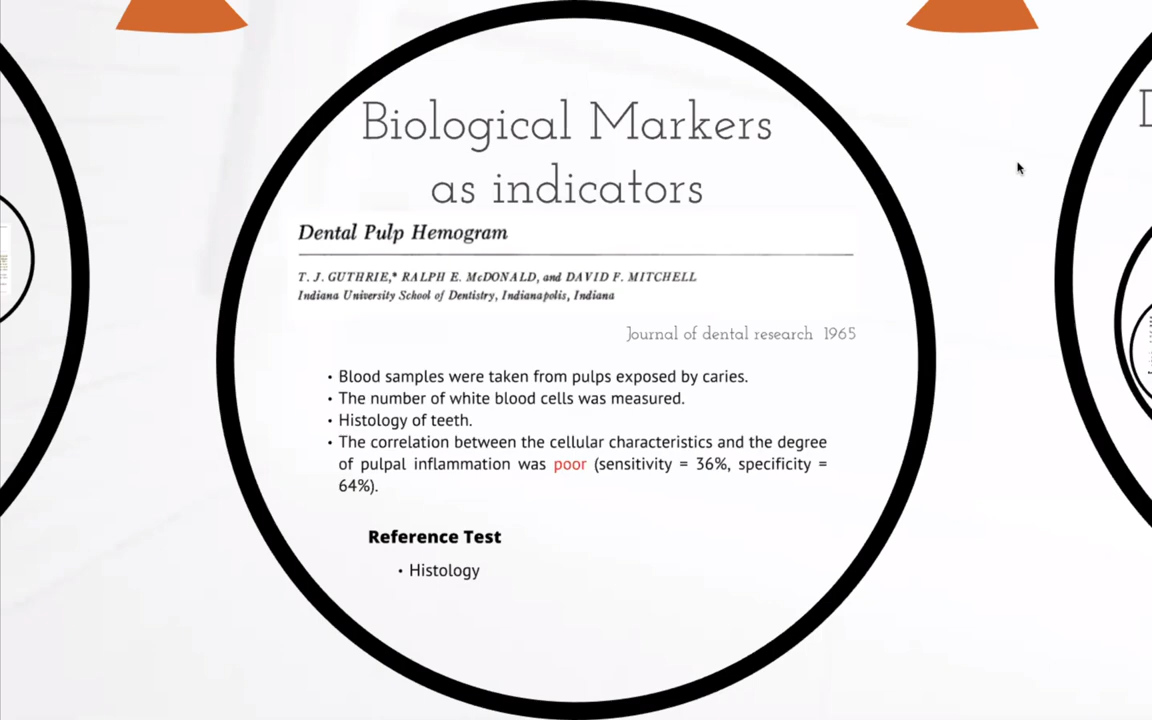 Biological Markers
as indicators
Dental Pulp Hemogram
T. J. GUTHRIE,* RALPH E. McDONALD, and DAVID F. MITCHELL
Indiana University School of Dentistry, Indianapolis, Indiana
Journal of dental research 1965
• Blood samples were taken from pulps exposed by caries.
• The number of white blood cells was measured.
• Histology of teeth.
• The correlation between the cellular characteristics and the degree
of pulpal inflammation was poor (sensitivity = 36%, specificity =
64%).
Reference Test
• Histology